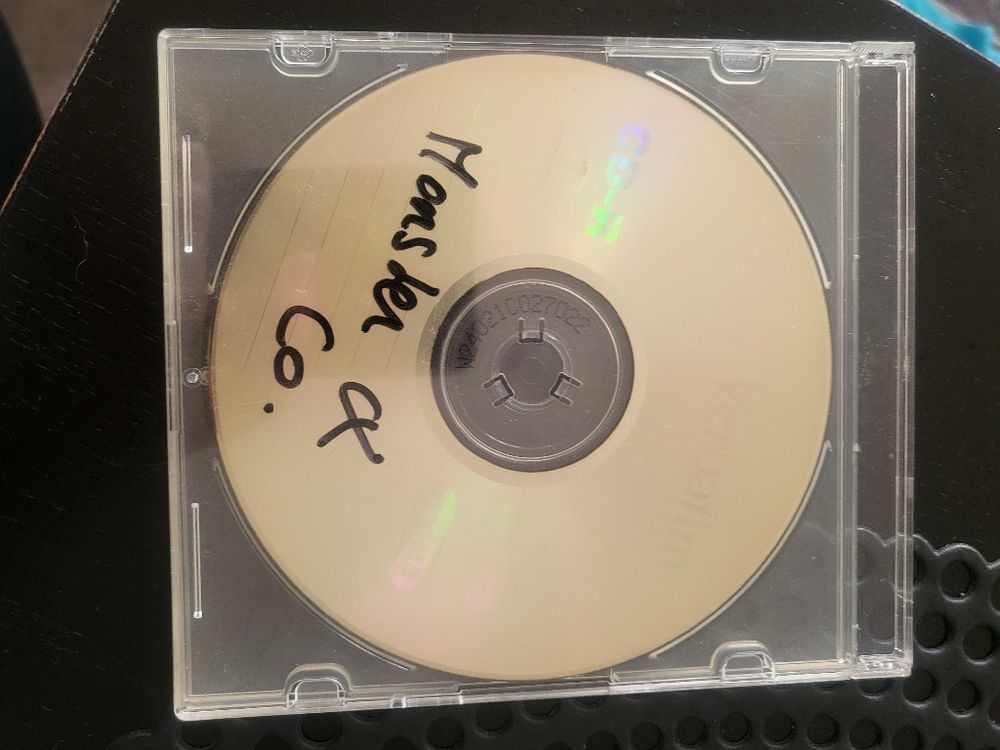 Verbatim
CD-R
Monster &
Co.